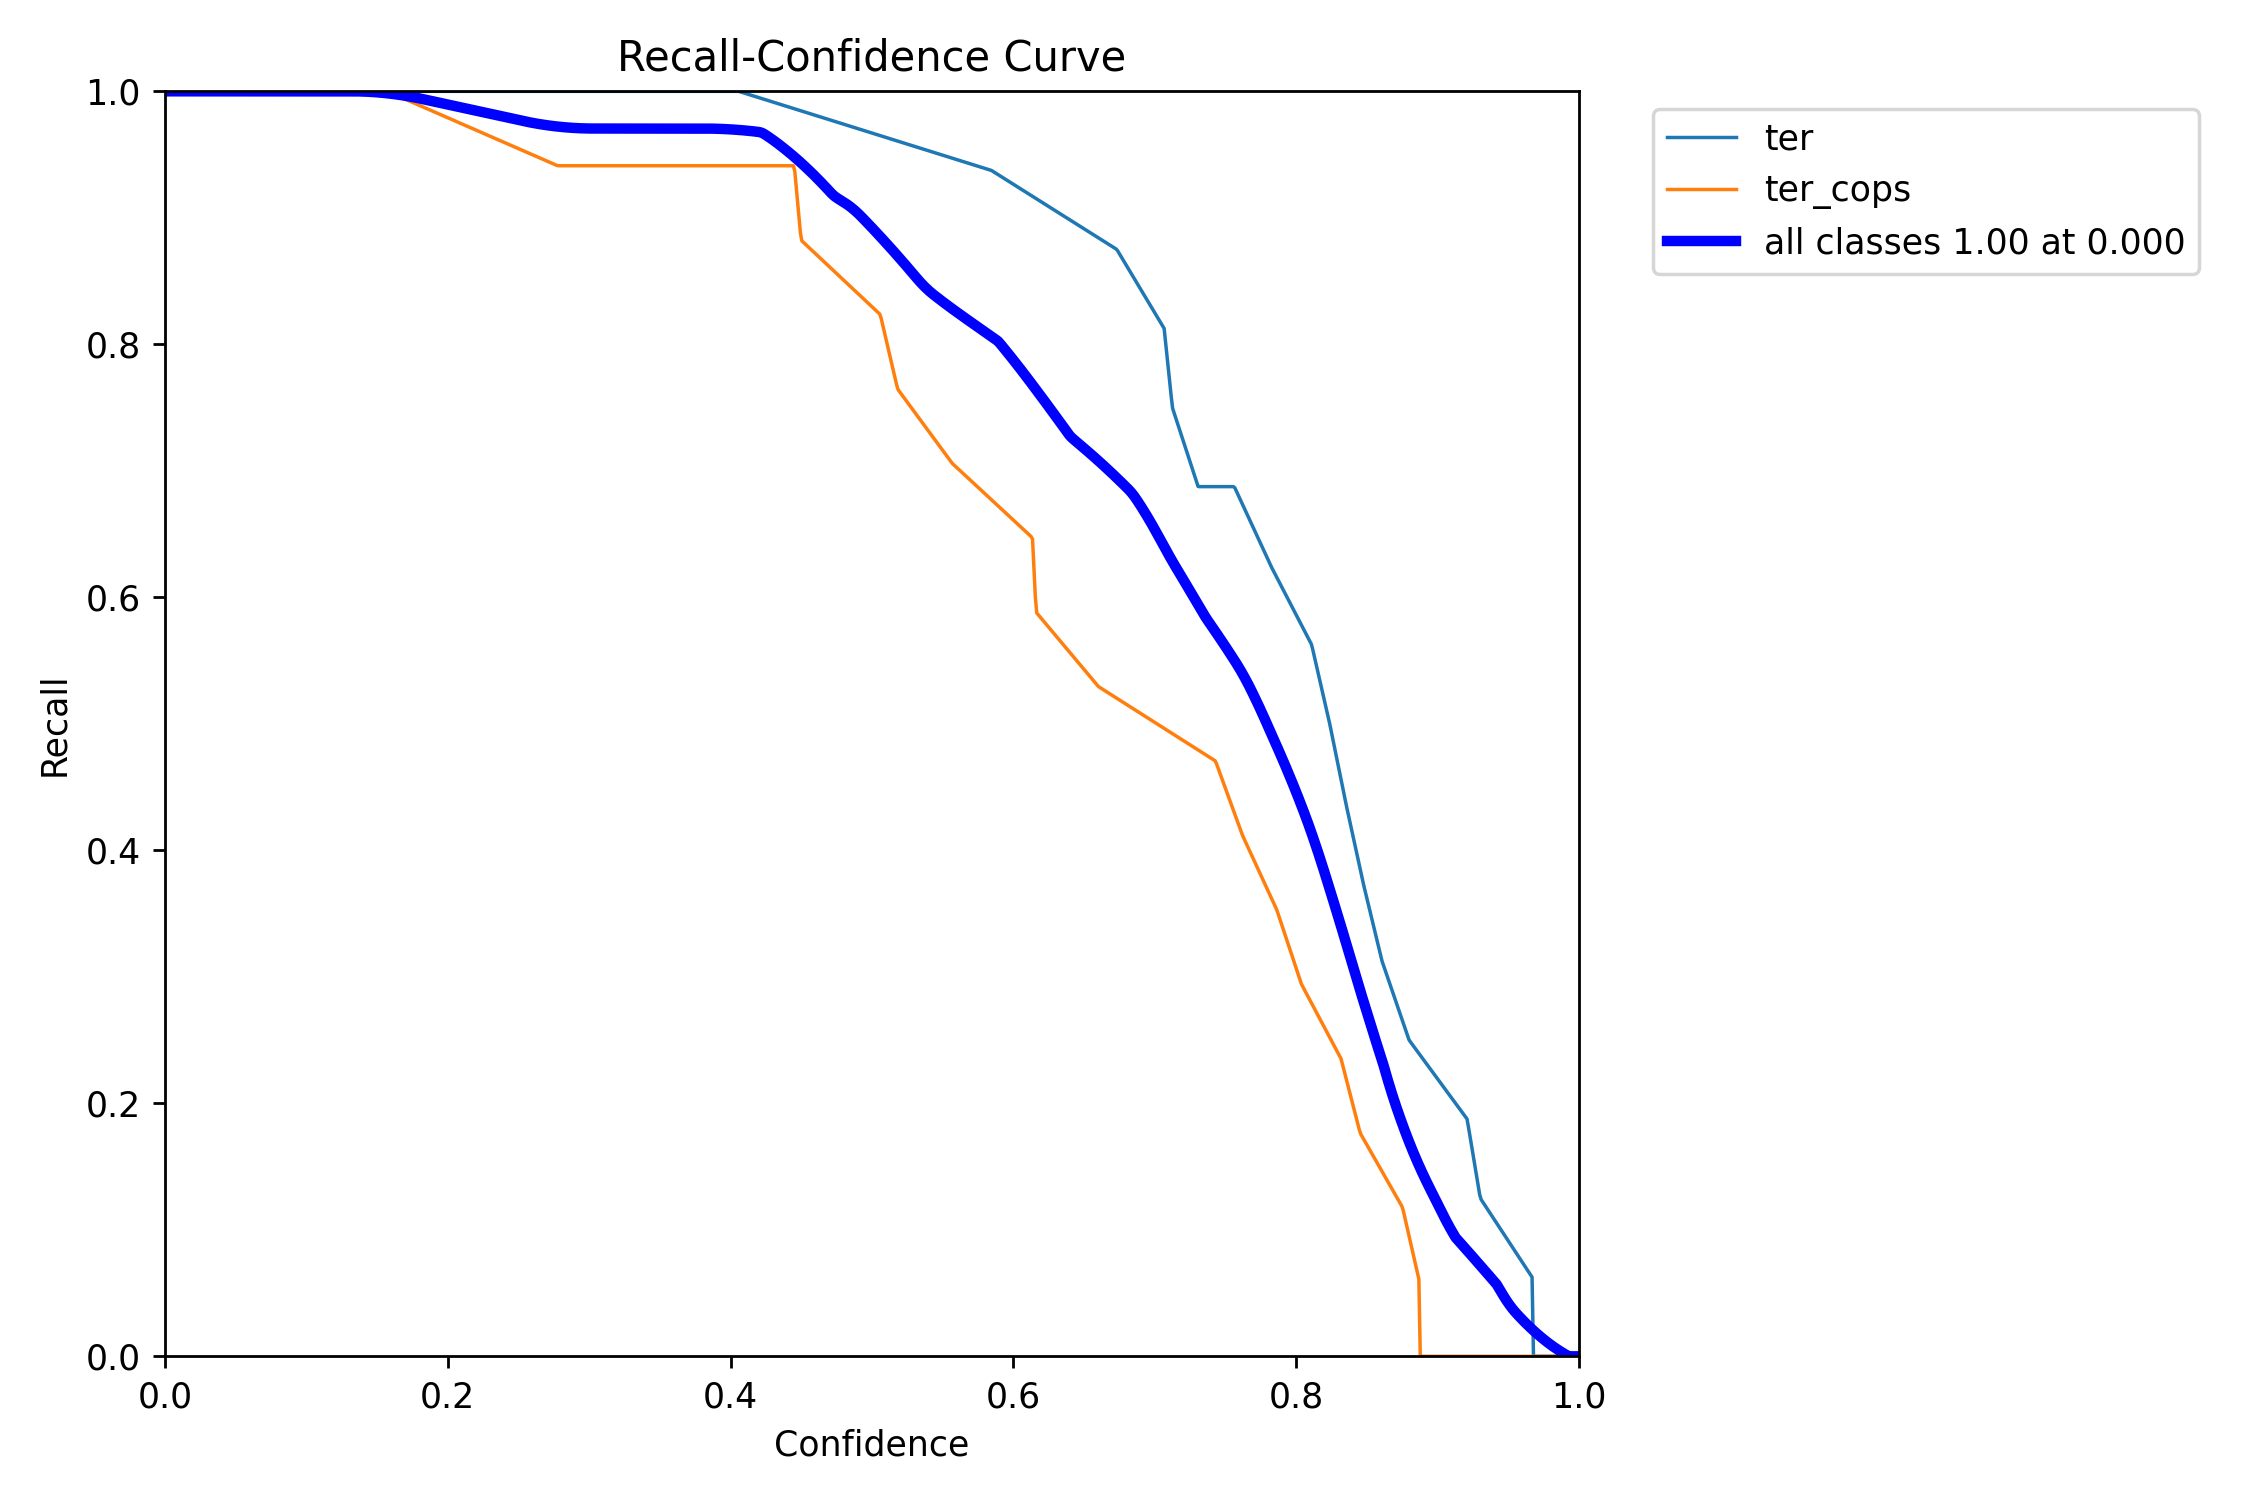 Recall-Confidence Curve
1.0
0.8
0.6
0.4
0.2
0.0
Recall
0.0 0.2 0.4 0.6 0.8 1.0
Confidence
ter
ter_cops
all classes 1.00 at 0.000